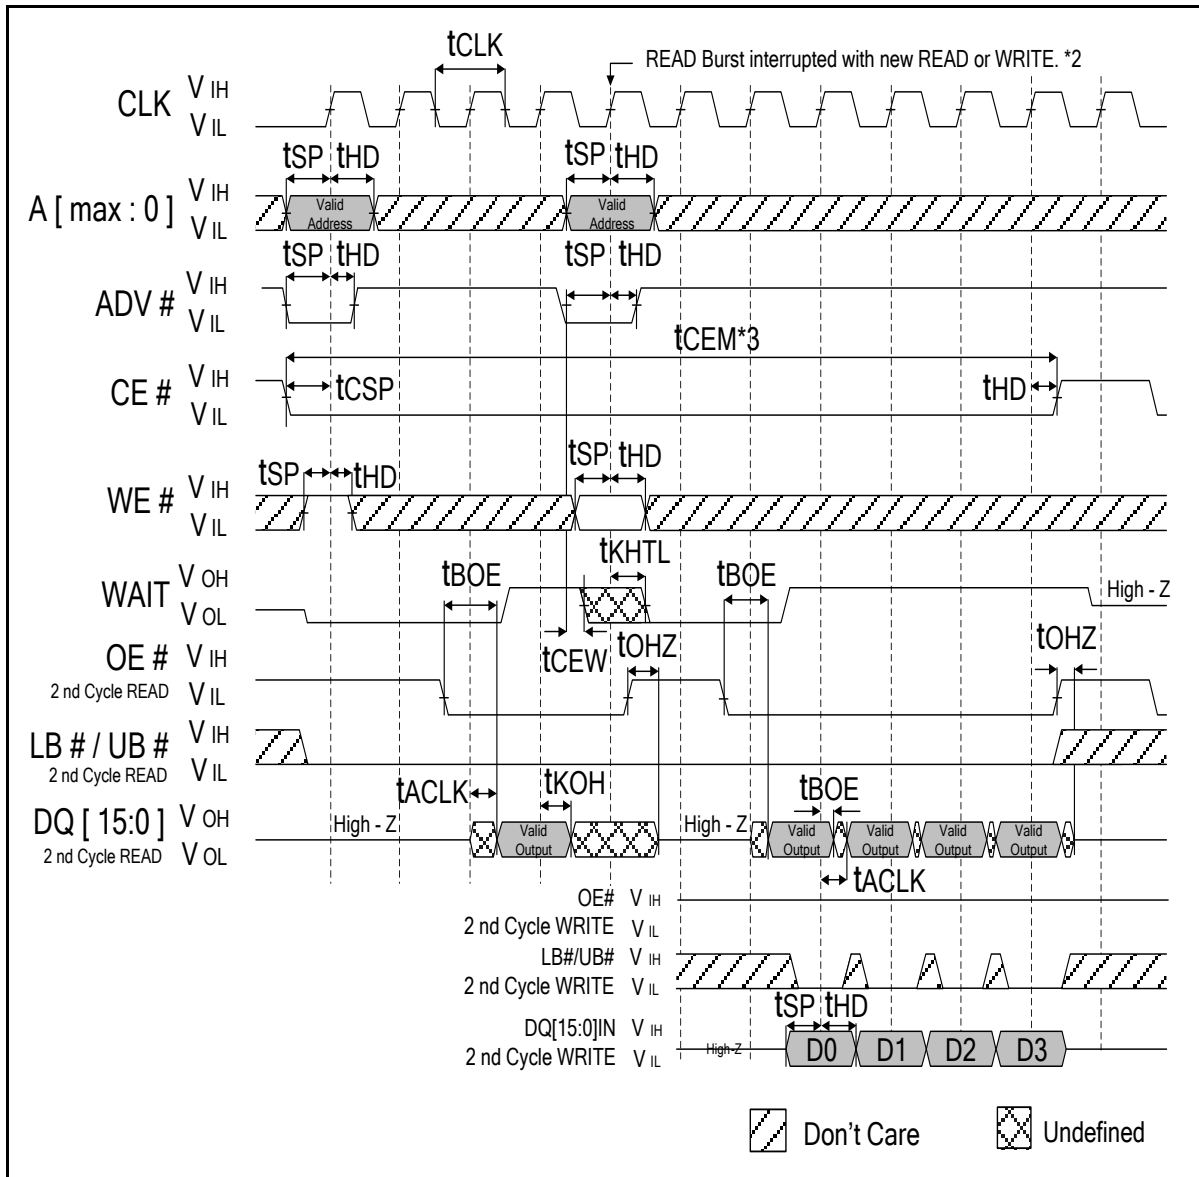 tCLK
READ Burst interrupted with new READ or WRITE. *2
CLK
V IH
V IL
tSP tHD tSP tHD
A [ max : 0 ]
V IH
V IL
Valid Address
Valid Address
tSP tHD tSP tHD
ADV #
V IH
V IL
tCEM*3
CE #
V IH
V IL
tCSP
tHD
tSP tHD tSP tHD
WE #
V IH
V IL
tKHTL
tBOE tBOE
WAIT
V OH
V OL
High - Z
tCEW
tOHZ
tOHZ
OE #
2 nd Cycle READ
V IH
V IL
LB # / UB #
2 nd Cycle READ
V IH
V IL
tACLK tKOH tBOE
DQ [ 15:0 ]
2 nd Cycle READ
V OH
V OL
High - Z
Valid Output
High - Z
Valid Output
Valid Output
Valid Output
Valid Output
tACLK
OE# V IH
2 nd Cycle WRITE V IL
LB#/UB# V IH
2 nd Cycle WRITE V IL
tSP tHD
DQ[15:0]IN V IH
2 nd Cycle WRITE V IL
High-Z
D0 D1 D2 D3
Don't Care
Undefined